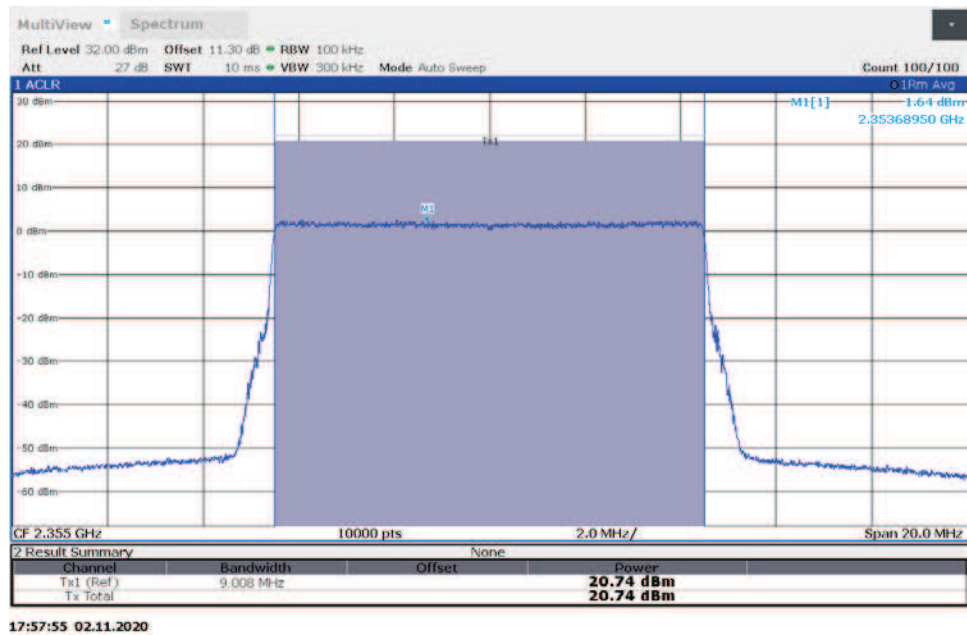 MultiView Spectrum
Ref Level 32.00 dBm Offset 11.30 dB RBW 100 kHz
Att 27 dB SWT 10 ms VBW 300 kHz Mode Auto Sweep Count 100/100
1 ACLR 1Rm Avg
30 dBm M1[1] 1.64 dBm
2.35368950 GHz
20 dBm TX1
10 dBm
M1
0 dBm
-10 dBm
-20 dBm
-30 dBm
-40 dBm
-50 dBm
-60 dBm
CF 2.355 GHz 10000 pts 2.0 MHz/ Span 20.0 MHz
2 Result Summary None
Channel Bandwidth Offset Power
Tx1 (Ref) 9.008 MHz 20.74 dBm
Tx Total 20.74 dBm
17:57:55 02.11.2020